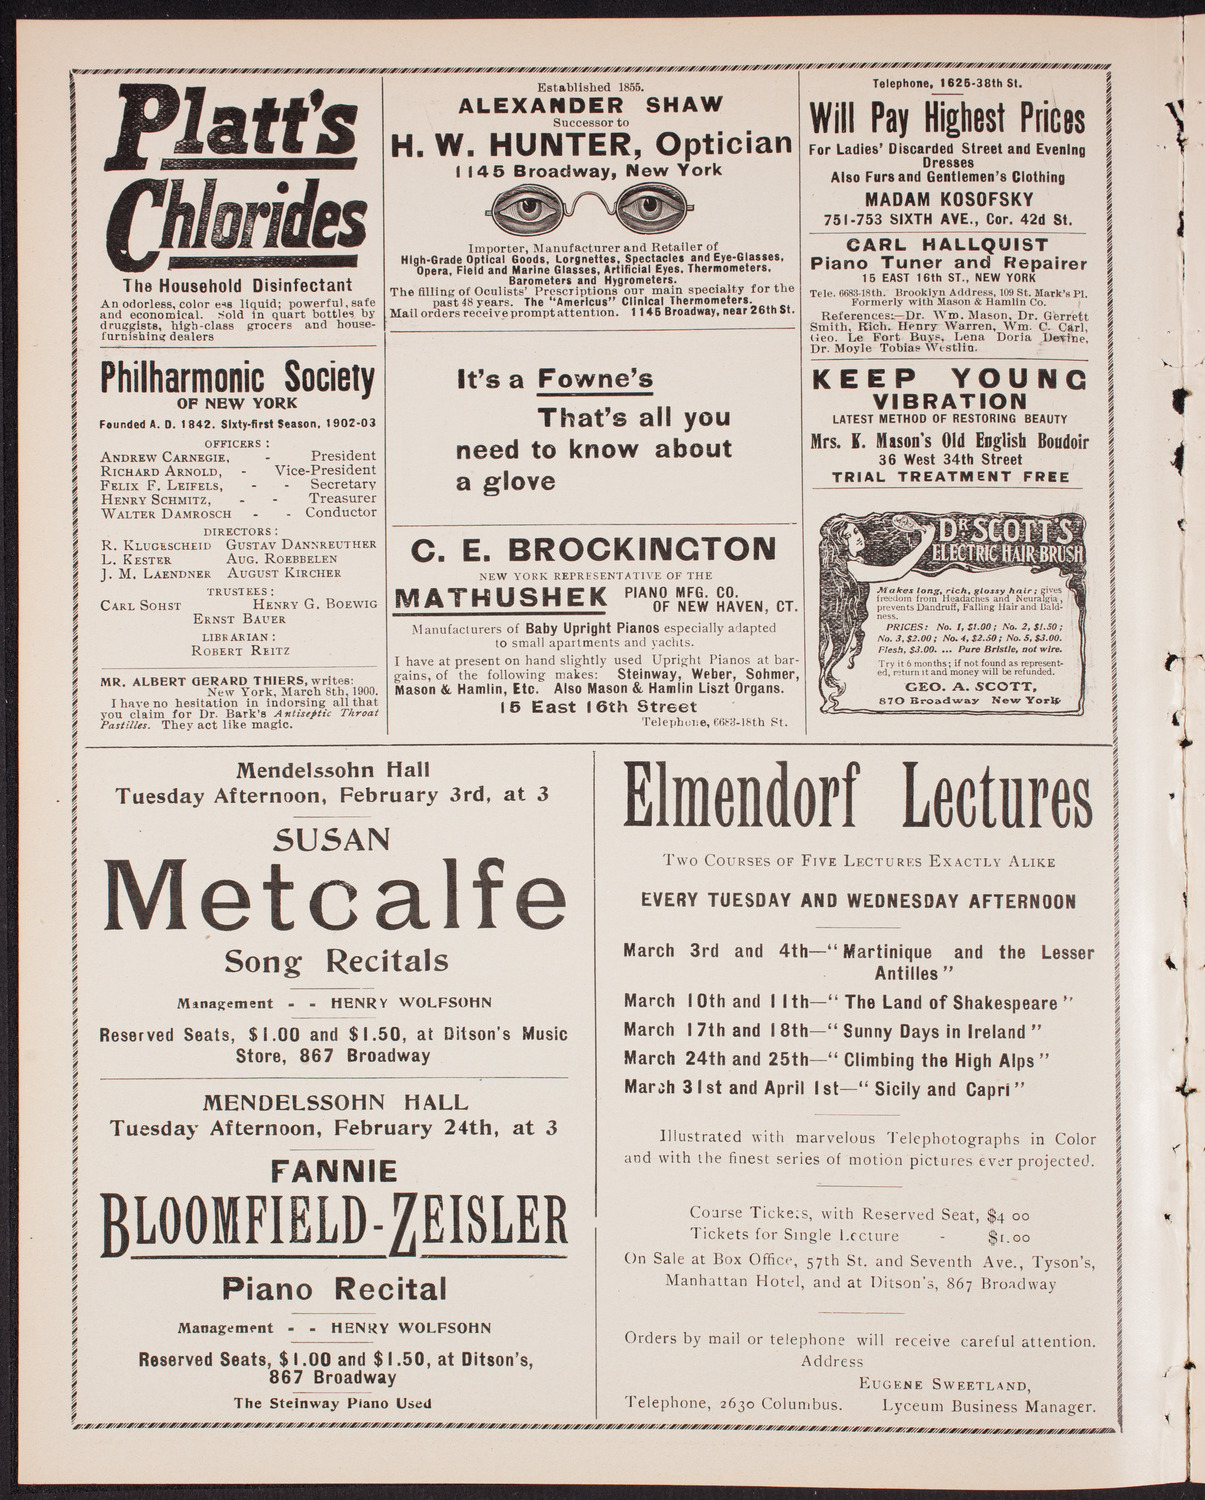 Platt's
Chlorides
The Household Disinfectant
An odorless, color ess liquid; powerful, safe
and economical. Sold in quart bottles by
druggists, high-class grocers and house-
furnishing dealers
Philharmonic Society
OF NEW YORK
Founded A. D. 1842. Sixty-first Season, 1902-03
OFFICERS :
ANDREW CARNEGIE, - President
RICHARD ARNOLD, - Vice-President
FELIX F. LEIFELS, - - Secretary
HENRY SCHMITZ, - - Treasurer
WALTER DAMROSCH - - Conductor
DIRECTORS :
R. KLUGESCHEID GUSTAV DANNREUTHER
L. KESTER AUG. ROEBBELEN
J. M. LAENDNER AUGUST KIRCHER
TRUSTEES :
CARL SOHST HENRY G. BOEWIG
ERNST BAUER
LIBRARIAN :
ROBERT REITZ
MR. ALBERT GERARD THIERS, writes:
New York, March 8th, 1900.
I have no hesitation in indorsing all that
you claim for Dr. Bark's Antiseptic Throat
Pastilles. They act like magic.
Established 1855.
ALEXANDER SHAW
Successor to
H. W. HUNTER, Optician
1145 Broadway, New York
Importer, Manufacturer and Retailer of
High-Grade Optical Goods, Lorgnettes, Spectacles and Eye-Glasses,
Opera, Field and Marine Glasses, Artificial Eyes, Thermometers,
Barometers and Hygrometers.
The filling of Oculists' Prescriptions our main specialty for the
past 48 years. The "Americus" Clinical Thermometers.
Mail orders receive prompt attention. 1145 Broadway, near 26th St.
It's a Fowne's
That's all you
need to know about
a glove
C. E. BROCKINGTON
NEW YORK REPRESENTATIVE OF THE
MATHUSHEK PIANO MFG. CO.
OF NEW HAVEN, CT.
Manufacturers of Baby Upright Pianos especially adapted
to small apartments and yachts.
I have at present on hand slightly used Upright Pianos at bar-
gains, of the following makes: Steinway, Weber, Sohmer,
Mason & Hamlin, Etc. Also Mason & Hamlin Liszt Organs.
15 East 16th Street
Telephone, 6683-18th St.
Telephone, 1625-38th St.
Will Pay Highest Prices
For Ladies' Discarded Street and Evening
Dresses
Also Furs and Gentlemen's Clothing
MADAM KOSOFSKY
751-753 SIXTH AVE., Cor. 42d St.
CARL HALLQUIST
Piano Tuner and Repairer
15 EAST 16th ST., NEW YORK
Tele. 6683-18th. Brooklyn Address, 109 St. Mark's Pl.
Formerly with Mason & Hamlin Co.
References:—Dr. Wm. Mason, Dr. Gerrett
Smith, Rich. Henry Warren, Wm. C. Carl,
Geo. Le Fort Buys, Lena Doria Devine,
Dr. Moyle Tobias Westlin.
KEEP YOUNG
VIBRATION
LATEST METHOD OF RESTORING BEAUTY
Mrs. K. Mason's Old English Boudoir
36 West 34th Street
TRIAL TREATMENT FREE
DR SCOTT'S
ELECTRIC HAIR BRUSH
Makes long, rich, glossy hair; gives
freedom from Headaches and Neuralgia,
prevents Dandruff, Falling Hair and Bald-
ness.
PRICES: No. 1, $1.00; No. 2, $1.50;
No. 3, $2.00; No. 4, $2.50; No. 5, $3.00.
Flesh, $3.00. ... Pure Bristle, not wire.
Try it 6 months; if not found as represent-
ed, return it and money will be refunded.
GEO. A. SCOTT,
870 Broadway New York
Mendelssohn Hall
Tuesday Afternoon, February 3rd, at 3
SUSAN
Metcalfe
Song Recitals
Management - - HENRY WOLFSOHN
Reserved Seats, $1.00 and $1.50, at Ditson's Music
Store, 867 Broadway
MENDELSSOHN HALL
Tuesday Afternoon, February 24th, at 3
FANNIE
BLOOMFIELD-ZEISLER
Piano Recital
Management - - HENRY WOLFSOHN
Reserved Seats, $1.00 and $1.50, at Ditson's,
867 Broadway
The Steinway Piano Used
Elmendorf Lectures
TWO COURSES OF FIVE LECTURES EXACTLY ALIKE
EVERY TUESDAY AND WEDNESDAY AFTERNOON
March 3rd and 4th—"Martinique and the Lesser
Antilles"
March 10th and 11th—"The Land of Shakespeare"
March 17th and 18th—"Sunny Days in Ireland"
March 24th and 25th—"Climbing the High Alps"
March 31st and April 1st—"Sicily and Capri"
Illustrated with marvelous Telephotographs in Color
and with the finest series of motion pictures ever projected.
Course Tickets, with Reserved Seat, $4 00
Tickets for Single Lecture - $1.00
On Sale at Box Office, 57th St. and Seventh Ave., Tyson's,
Manhattan Hotel, and at Ditson's, 867 Broadway
Orders by mail or telephone will receive careful attention.
Address
EUGENE SWEETLAND,
Telephone, 2630 Columbus. Lyceum Business Manager.